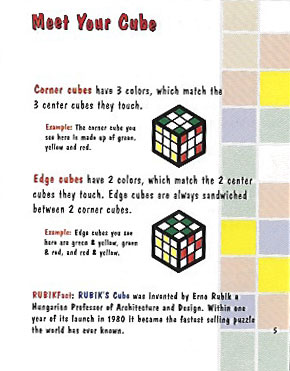 Meet Your Cube
Corner cubes have 3 colors, which match the
3 center cubes they touch.
Example: The corner cube you
see here is made up of green,
yellow and red.
Edge cubes have 2 colors, which match the 2 center
cubes they touch. Edge cubes are always sandwiched
between 2 corner cubes.
Example: Edge cubes you see
here are green & yellow, green
& red, and red & yellow.
RUBIKFact: RUBIK'S Cube was invented by Erno Rubik a
Hungarian Professor of Architecture and Design. Within one
year of its launch in 1980 it became the fastest selling puzzle
the world has ever known.
5